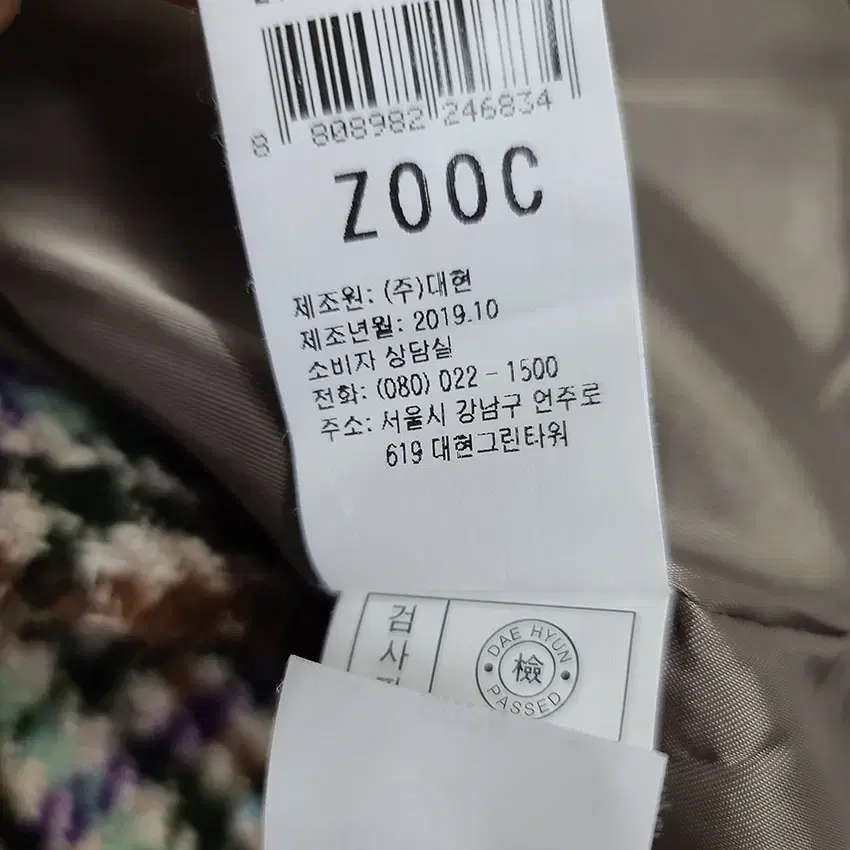 8 808982 246834
ZOOC
제조원: (주)대현
제조년월: 2019.10
소비자 상담실
전화: (080) 022 - 1500
주소: 서울시 강남구 언주로
619 대현그린타워
검사
DAE HYUN
檢
PASSED